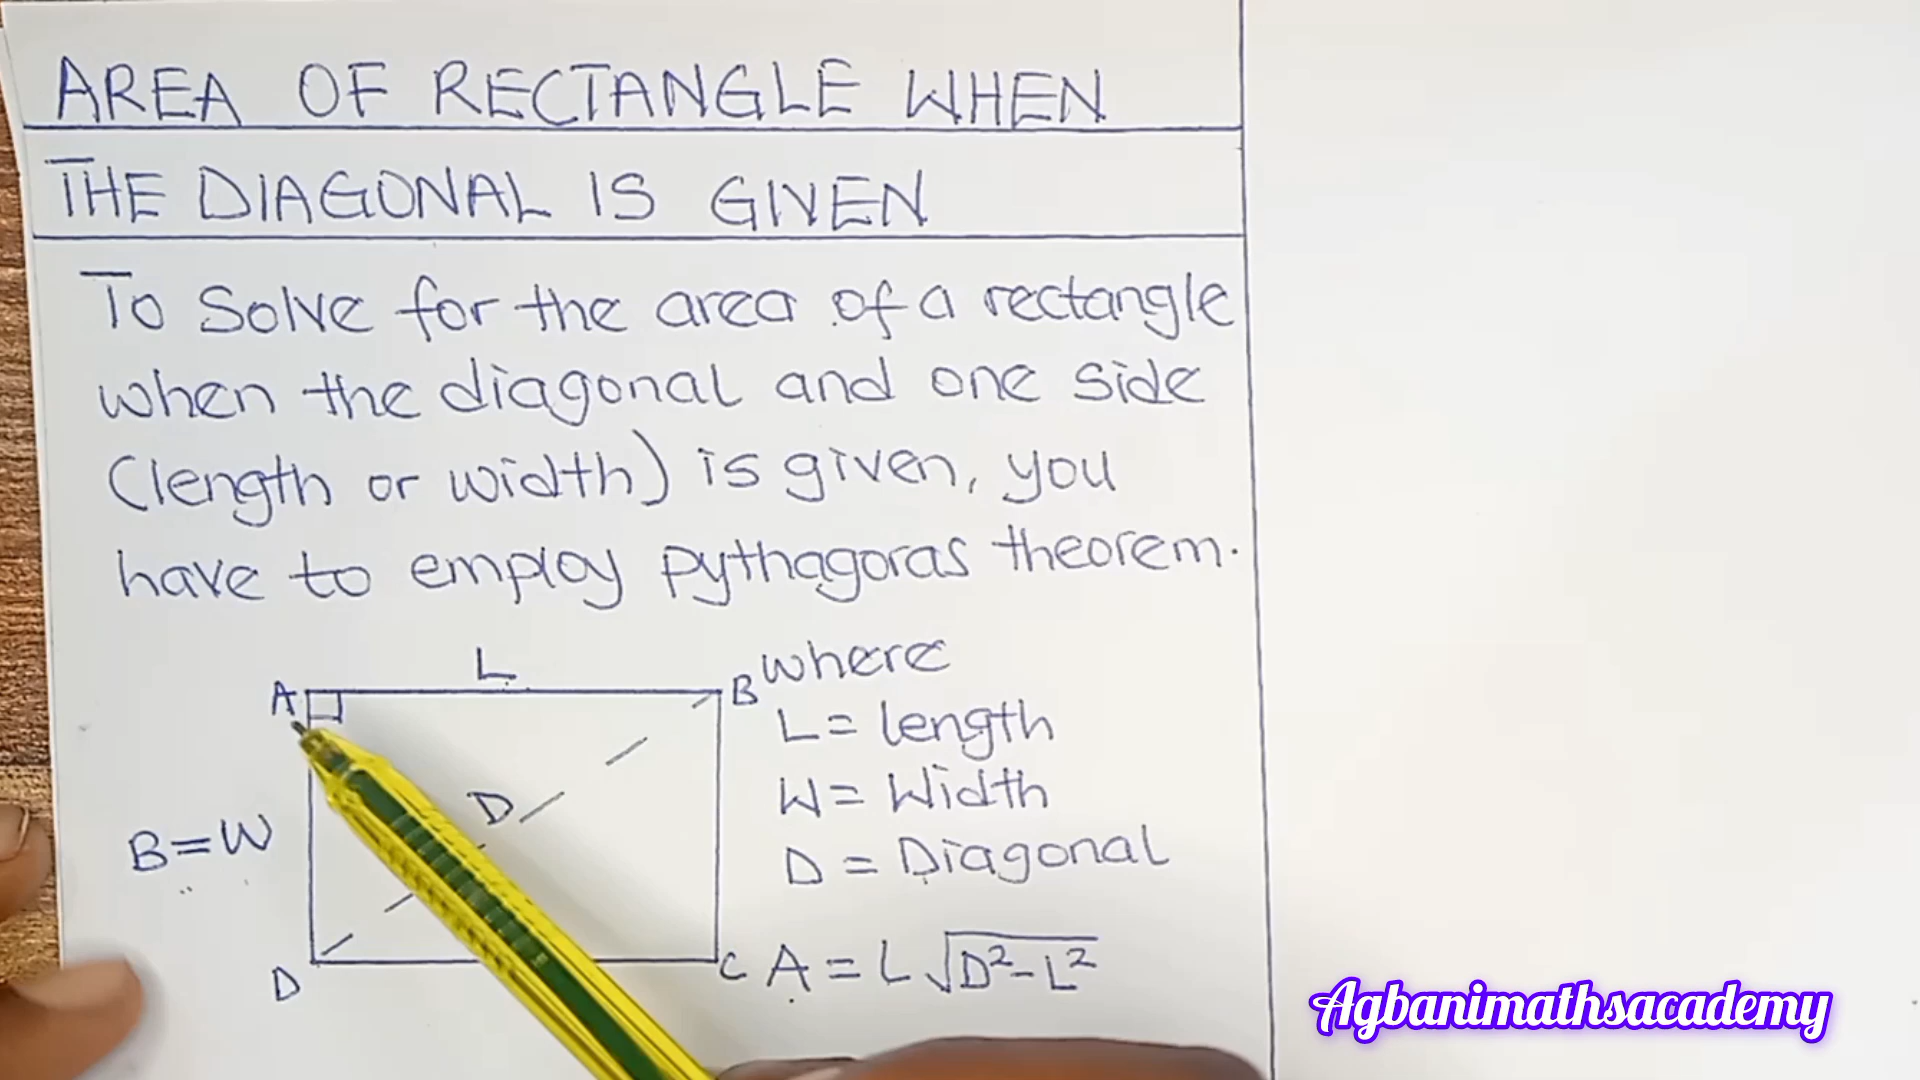 AREA OF RECTANGLE WHEN
THE DIAGONAL IS GIVEN
To Solve for the area of a rectangle
when the diagonal and one side
(length or width) is given, you
have to employ pythagoras theorem.
L
A
B
where
L = length
W = Width
D = Diagonal
D
B = W
D
C
A = L √D²-L²
Agbanimathsacademy